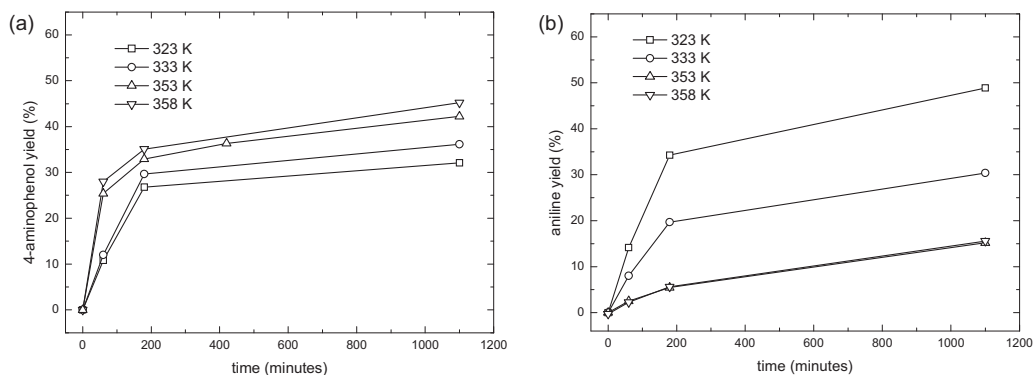 (a)
60
50
40
30
20
10
0
4-aminophenol yield (%)
323 K
333 K
353 K
358 K
0 200 400 600 800 1000 1200
time (minutes)
(b)
60
50
40
30
20
10
0
aniline yield (%)
323 K
333 K
353 K
358 K
0 200 400 600 800 1000 1200
time (minutes)